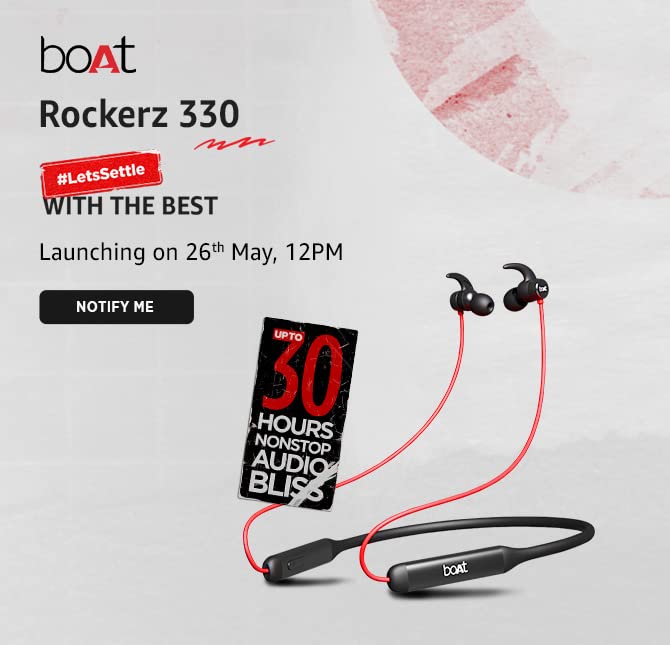 boAt
Rockerz 330
#LetsSettle
WITH THE BEST
Launching on 26th May, 12PM
NOTIFY ME
UPTO
30
HOURS
NONSTOP
AUDIO
BLISS
boAt
boAt